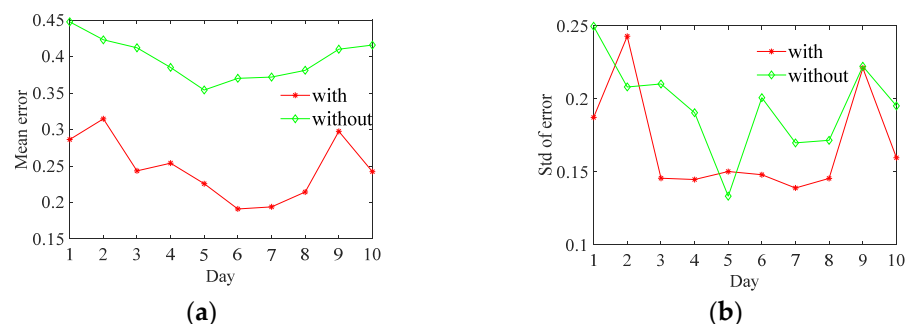 0.45
0.4
0.35
0.3
0.25
0.2
0.15
Mean error
with
without
1 2 3 4 5 6 7 8 9 10
Day
(a)
0.25
0.2
0.15
0.1
Std of error
with
without
1 2 3 4 5 6 7 8 9 10
Day
(b)